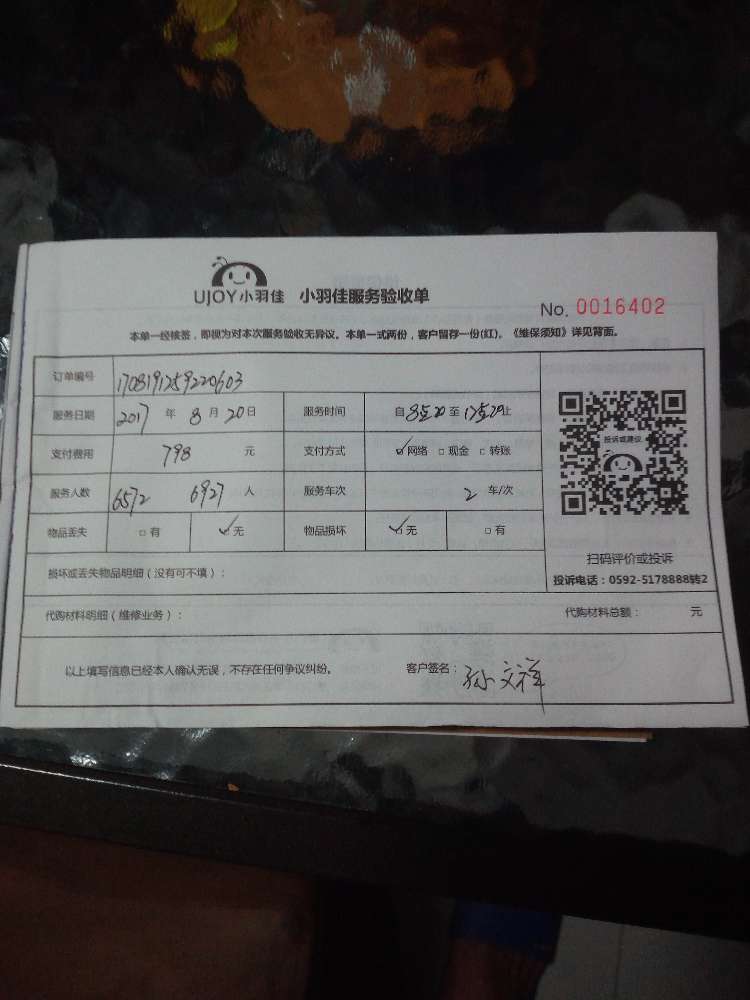 UJOY小羽佳 小羽佳服务验收单
No. 0016402
本单一经核签，即视为对本次服务验收无异议。本单一式两份，客户留存一份(红)。《维保须知》详见背面。
订单编号 1708191259220603
服务日期 2017 年 8 月 20 日 服务时间 自 8 至 止
支付费用 798 元 支付方式 网络 现金 转账
服务人数 6572 6927 人 服务车次 2 车/次
物品丢失 有 无 物品损坏 无 有
投诉或建议
扫码评价或投诉
投诉电话：0592-5178888转2
损坏或丢失物品明细（没有可不填）：
代购材料明细（维修业务）： 代购材料总额： 元
以上填写信息已经本人确认无误，不存在任何争议纠纷。 客户签名： 孙文祥